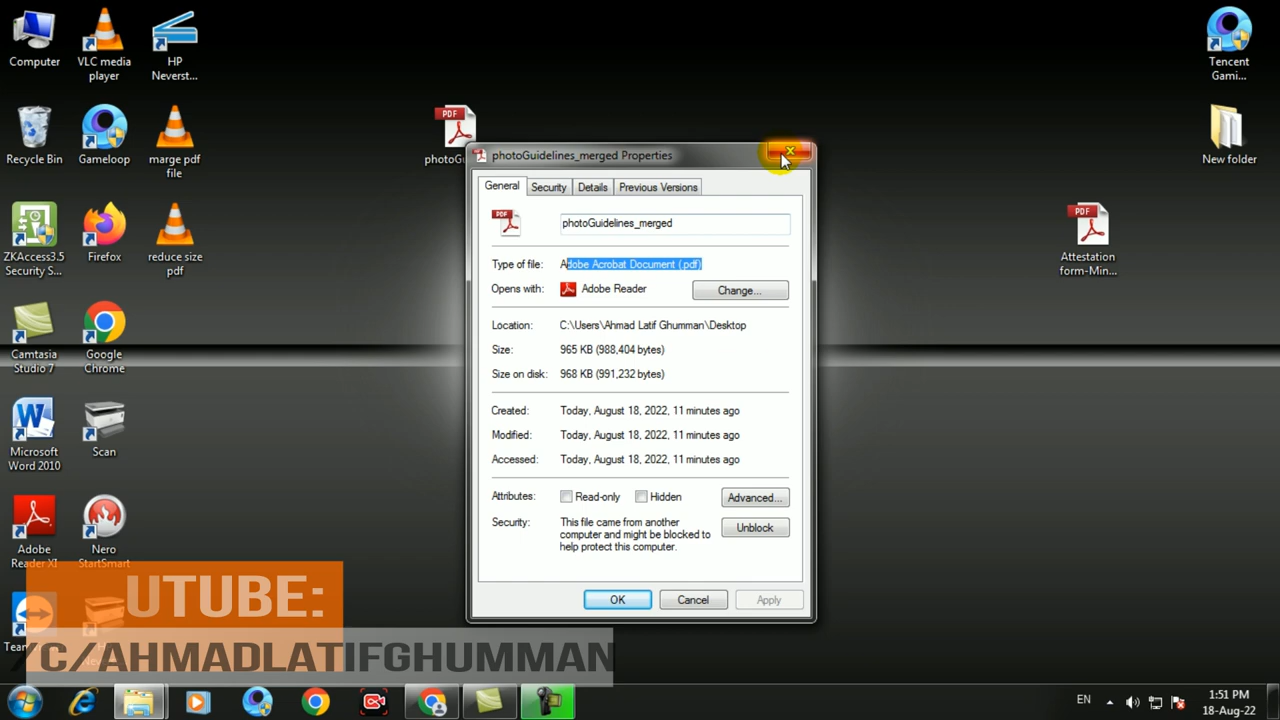 Computer
VLC media
player
HP
Neverst...
Tencent
Gami...
Recycle Bin
Gameloop
marge pdf
file
New folder
photoGuidelines_merged Properties
General
Security
Details
Previous Versions
PDF
photoGuidelines_merged
Type of file:
Adobe Acrobat Document (.pdf)
Opens with:
Adobe Reader
Change...
Location:
C:\Users\Ahmad Latif Ghumman\Desktop
Size:
965 KB (988,404 bytes)
Size on disk:
968 KB (991,232 bytes)
Created:
Today, August 18, 2022, 11 minutes ago
Modified:
Today, August 18, 2022, 11 minutes ago
Accessed:
Today, August 18, 2022, 11 minutes ago
Attributes:
Read-only
Hidden
Advanced...
Security:
This file came from another
computer and might be blocked to
help protect this computer.
Unblock
OK
Cancel
Apply
PDF
PDF
Attestation
form-Min...
ZKAccess3.5
Security S...
Firefox
reduce size
pdf
Camtasia
Studio 7
Google
Chrome
Microsoft
Word 2010
Scan
Adobe
Reader XI
Nero
StartSmart
UTUBE:
/C/AHMADLATIFGHUMMAN
EN
1:51 PM
18-Aug-22